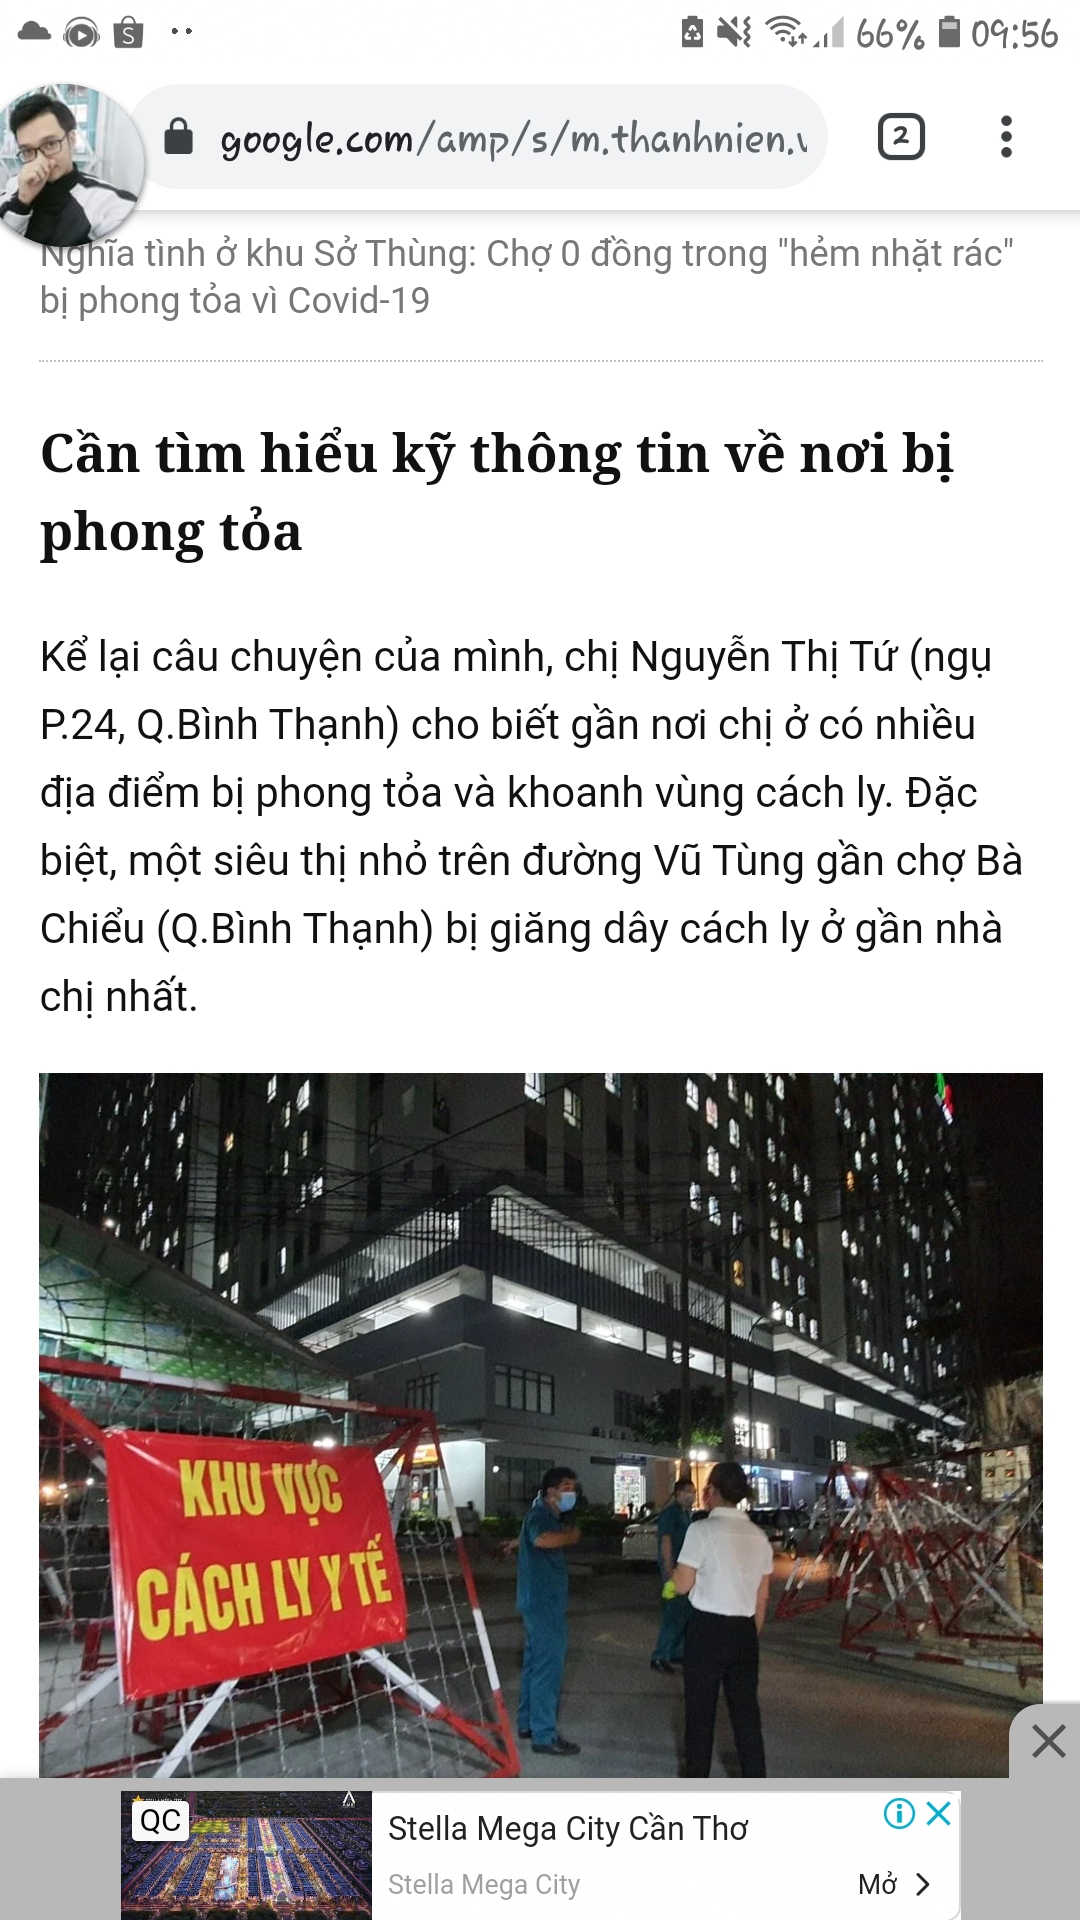 66% 09:56
google.com/amp/s/m.thanhnien.v
2
Nghĩa tình ở khu Sở Thùng: Chợ 0 đồng trong "hẻm nhặt rác"
bị phong tỏa vì Covid-19
Cần tìm hiểu kỹ thông tin về nơi bị
phong tỏa
Kể lại câu chuyện của mình, chị Nguyễn Thị Tứ (ngụ
P.24, Q.Bình Thạnh) cho biết gần nơi chị ở có nhiều
địa điểm bị phong tỏa và khoanh vùng cách ly. Đặc
biệt, một siêu thị nhỏ trên đường Vũ Tùng gần chợ Bà
Chiểu (Q.Bình Thạnh) bị giăng dây cách ly ở gần nhà
chị nhất.
KHU VỰC
CÁCH LY Y TẾ
QC
Stella Mega City Cần Thơ
Stella Mega City
Mở